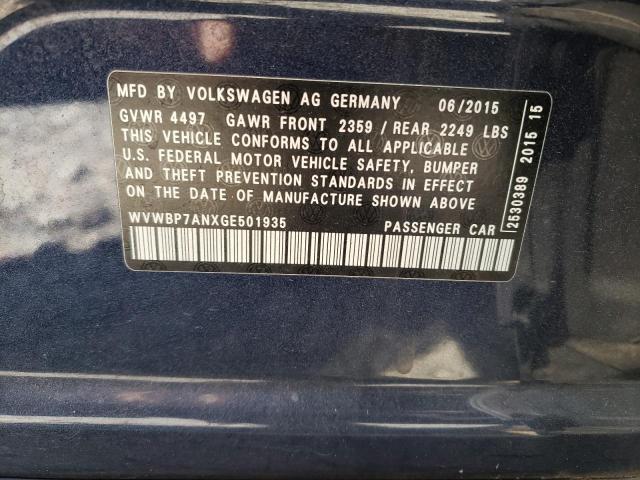 MFD BY VOLKSWAGEN AG GERMANY 06/2015
GVWR 4497 GAWR FRONT 2359 / REAR 2249 LBS
THIS VEHICLE CONFORMS TO ALL APPLICABLE
U.S. FEDERAL MOTOR VEHICLE SAFETY, BUMPER
AND THEFT PREVENTION STANDARDS IN EFFECT
ON THE DATE OF MANUFACTURE SHOWN ABOVE
WVWBP7ANXGE501935 PASSENGER CAR
2530389 2015 15